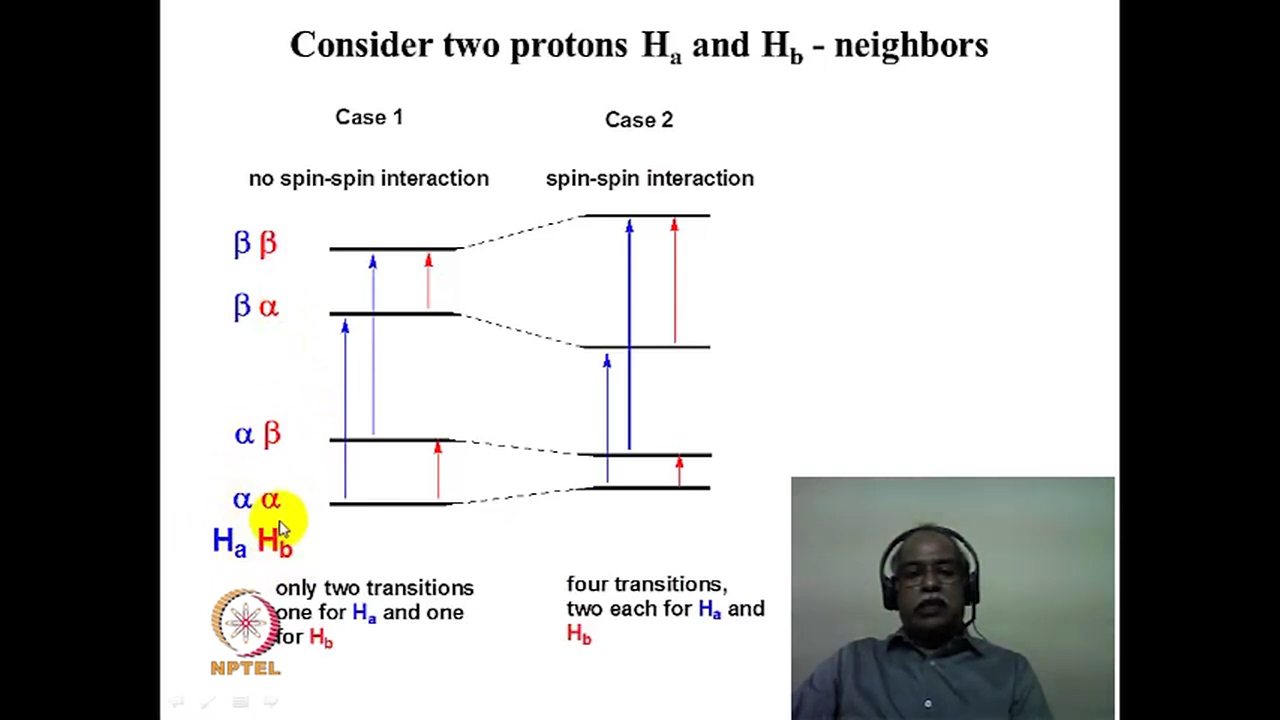 Consider two protons Ha and Hb - neighbors
Case 1
Case 2
no spin-spin interaction
spin-spin interaction
β β
β α
α β
α α
Ha Hb
only two transitions
one for Ha and one
for Hb
four transitions,
two each for Ha and
Hb
NPTEL